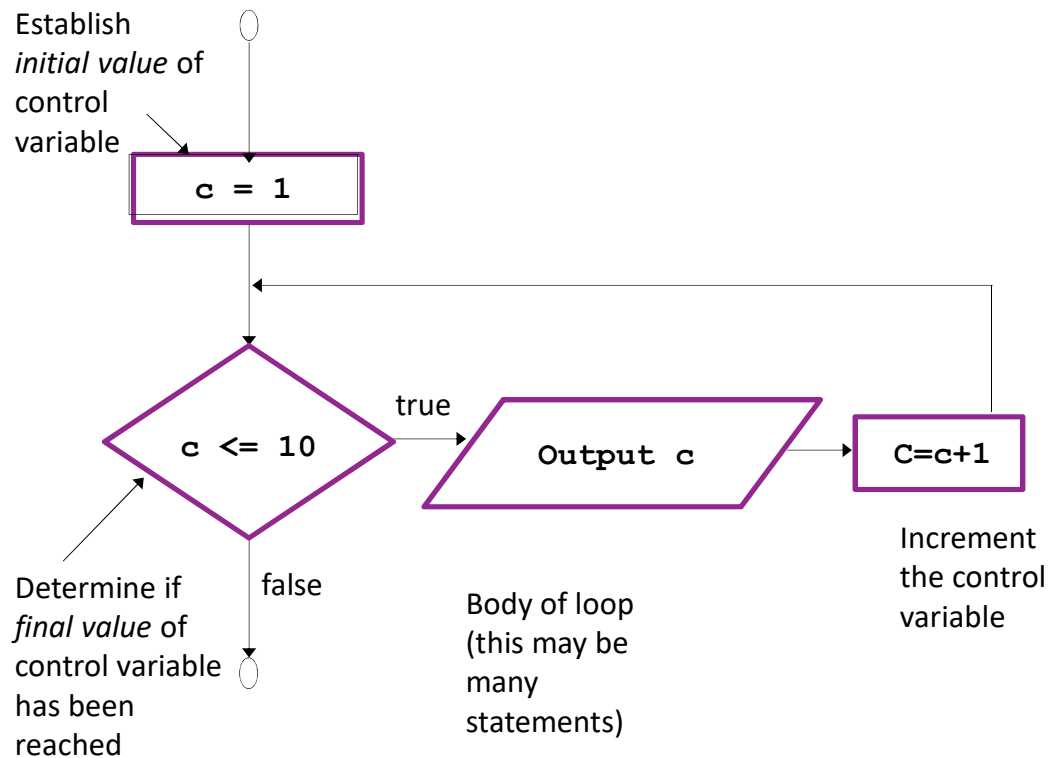 Establish
initial value of
control
variable
c = 1
c <= 10
true
Output c
C=c+1
false
Determine if
final value of
control variable
has been
reached
Body of loop
(this may be
many
statements)
Increment
the control
variable